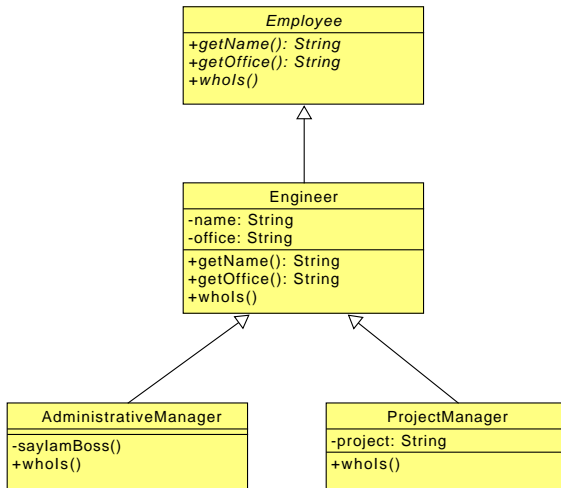 Employee
+getName(): String
+getOffice(): String
+whoIs()
Engineer
-name: String
-office: String
+getName(): String
+getOffice(): String
+whoIs()
AdministrativeManager
-sayIamBoss()
+whoIs()
ProjectManager
-project: String
+whoIs()